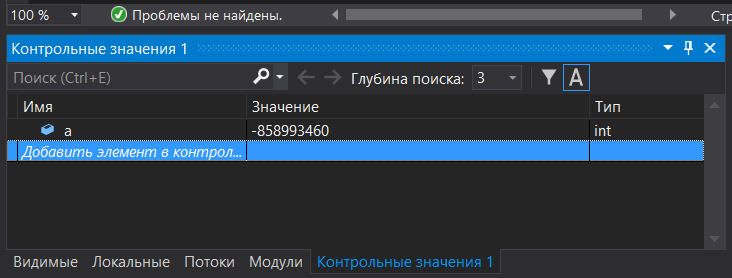 100 % Проблемы не найдены. Стр
Контрольные значения 1
Поиск (Ctrl+E) Глубина поиска: 3 A
Имя Значение Тип
a -858993460 int
Добавить элемент в контрол...
Видимые Локальные Потоки Модули Контрольные значения 1